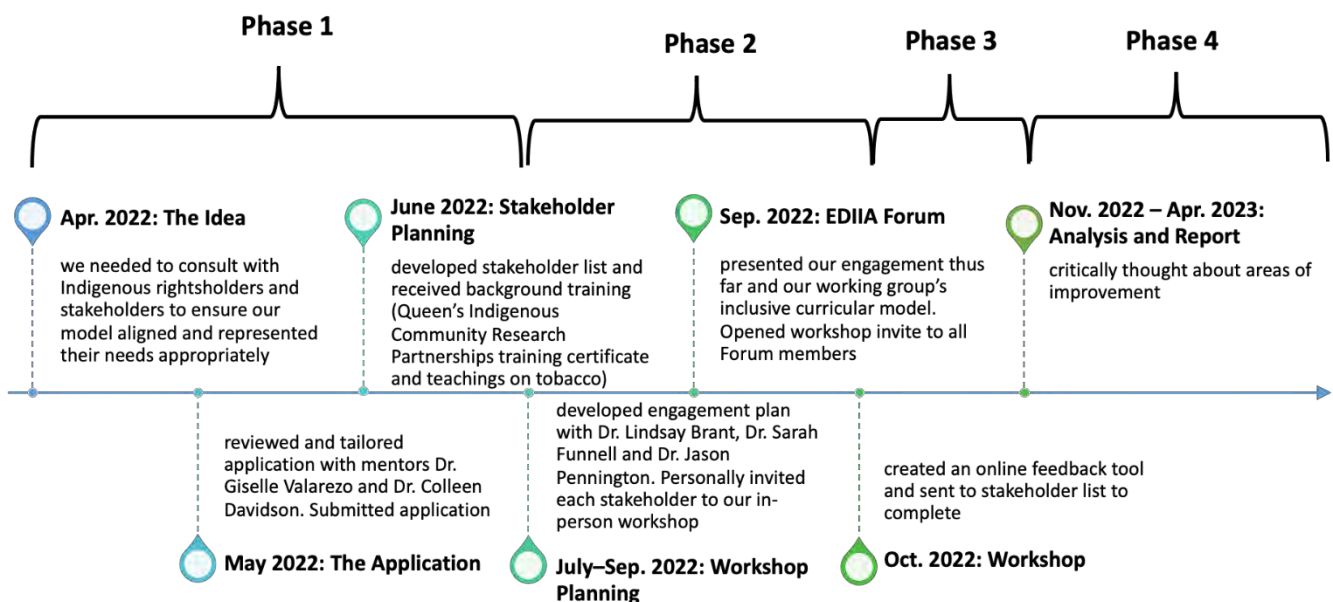 Phase 1
Phase 2
Phase 3
Phase 4
Apr. 2022: The Idea
we needed to consult with
Indigenous rightsholders and
stakeholders to ensure our
model aligned and represented
their needs appropriately
June 2022: Stakeholder
Planning
developed stakeholder list and
received background training
(Queen's Indigenous
Community Research
Partnerships training certificate
and teachings on tobacco)
Sep. 2022: EDIIA Forum
presented our engagement thus
far and our working group's
inclusive curricular model.
Opened workshop invite to all
Forum members
Nov. 2022 – Apr. 2023:
Analysis and Report
critically thought about areas of
improvement
reviewed and tailored
application with mentors Dr.
Giselle Valarezo and Dr. Colleen
Davidson. Submitted application
May 2022: The Application
developed engagement plan
with Dr. Lindsay Brant, Dr. Sarah
Funnell and Dr. Jason
Pennington. Personally invited
each stakeholder to our in-
person workshop
July–Sep. 2022: Workshop
Planning
created an online feedback tool
and sent to stakeholder list to
complete
Oct. 2022: Workshop